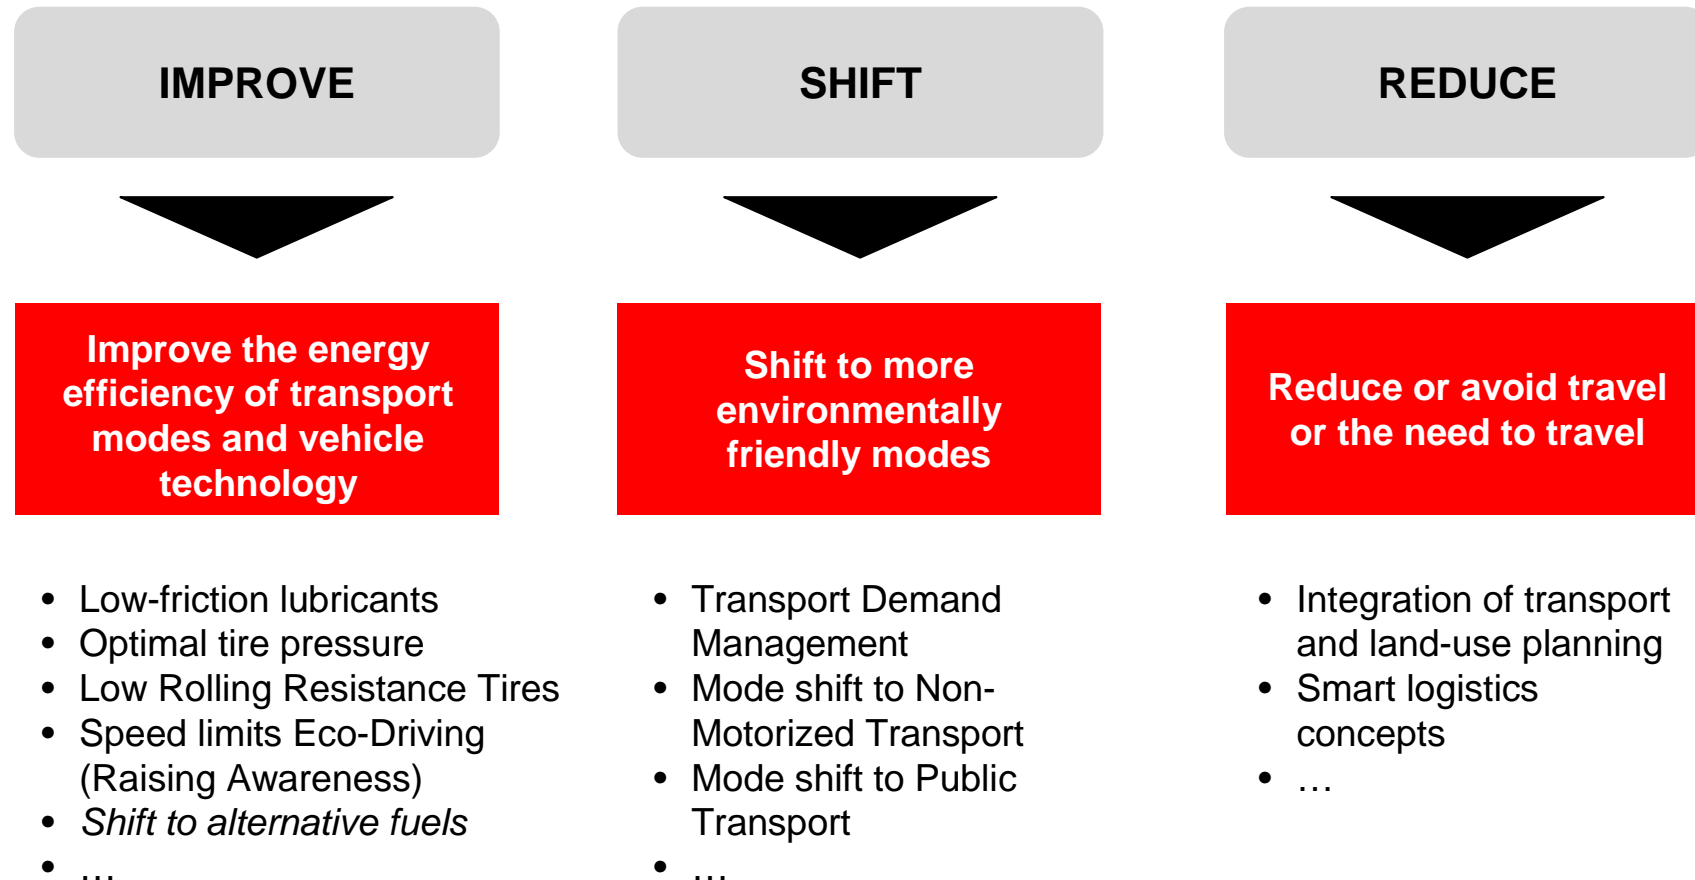 IMPROVE
Improve the energy
efficiency of transport
modes and vehicle
technology
• Low-friction lubricants
• Optimal tire pressure
• Low Rolling Resistance Tires
• Speed limits Eco-Driving
(Raising Awareness)
• Shift to alternative fuels
• …
SHIFT
Shift to more
environmentally
friendly modes
• Transport Demand
Management
• Mode shift to Non-
Motorized Transport
• Mode shift to Public
Transport
• …
REDUCE
Reduce or avoid travel
or the need to travel
• Integration of transport
and land-use planning
• Smart logistics
concepts
• …